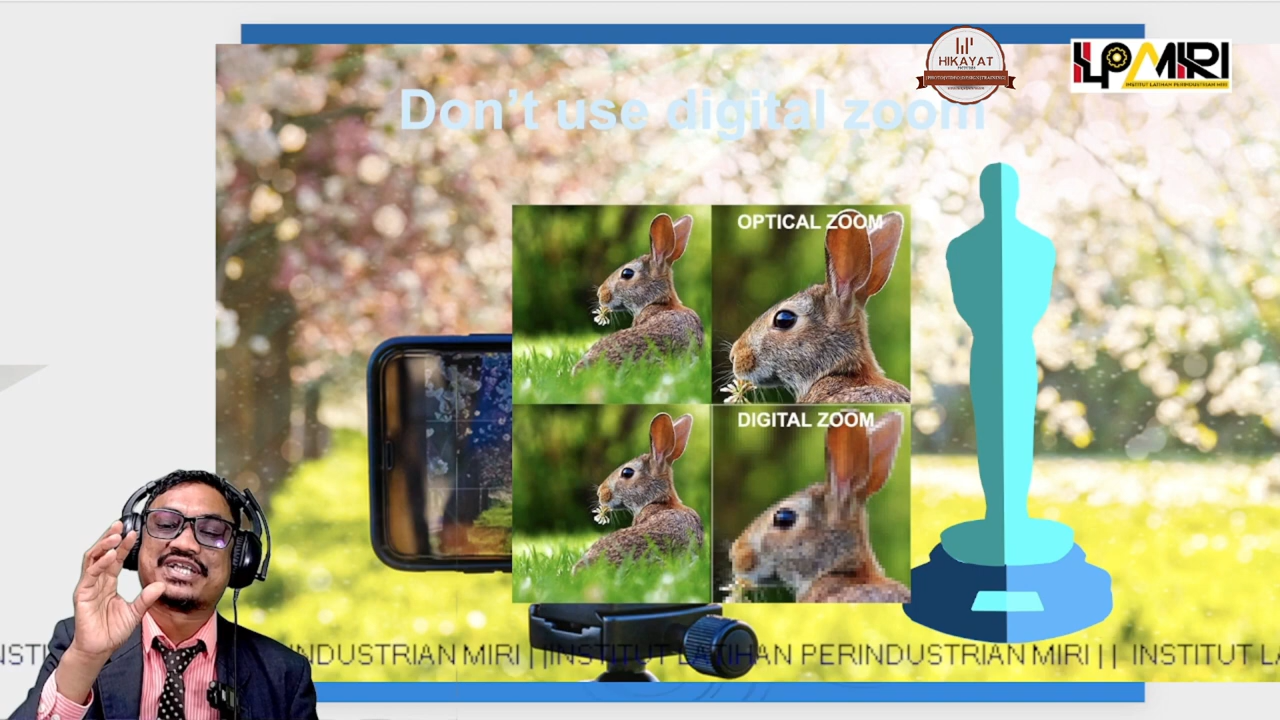 HIKAYAT
ILPMIRI
INSTITUT LATIHAN PERINDUSTRIAN MIRI
Don't use digital zoom
OPTICAL ZOOM
DIGITAL ZOOM
NDUSTRIAN MIRI | |INSTITUT LATIHAN PERINDUSTRIAN MIRI | | INSTITUT LA